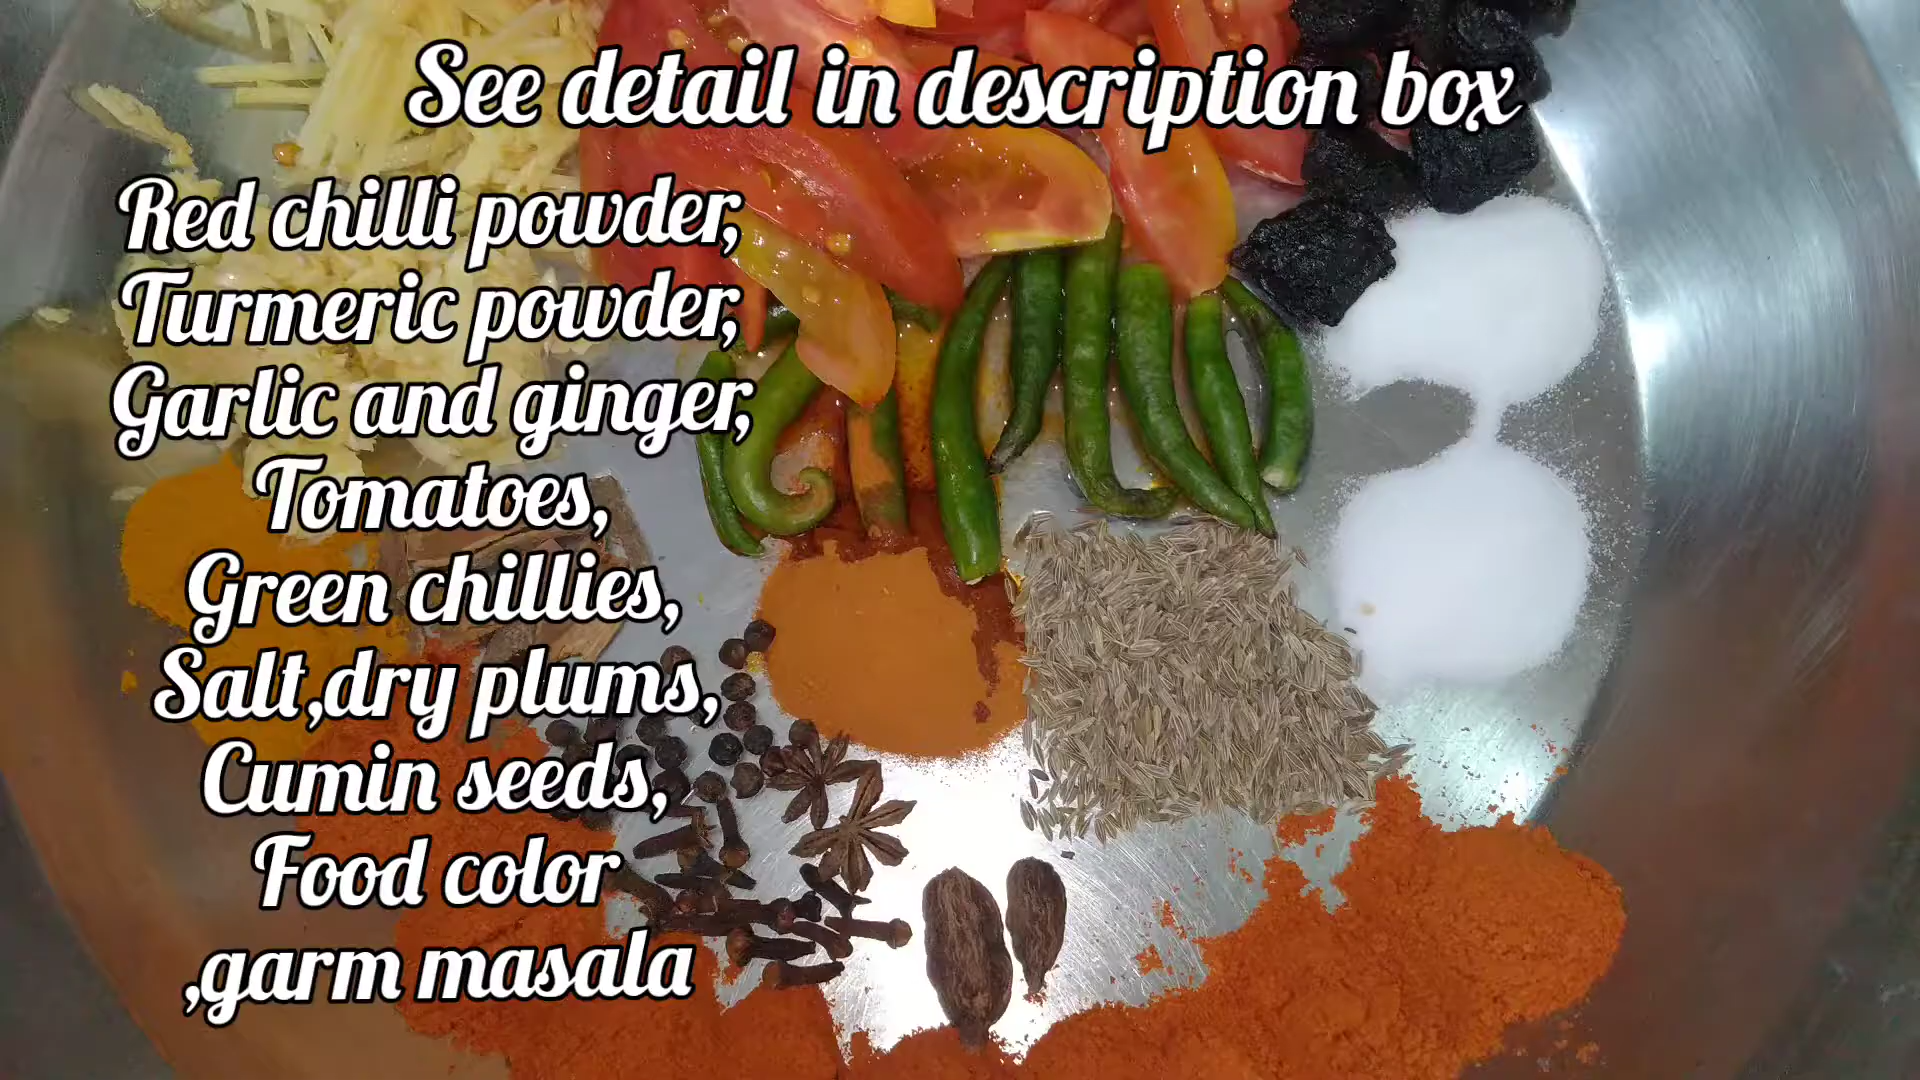 See detail in description box
Red chilli powder,
Turmeric powder,
Garlic and ginger,
Tomatoes,
Green chillies,
Salt,dry plums,
Cumin seeds,
Food color
,garm masala